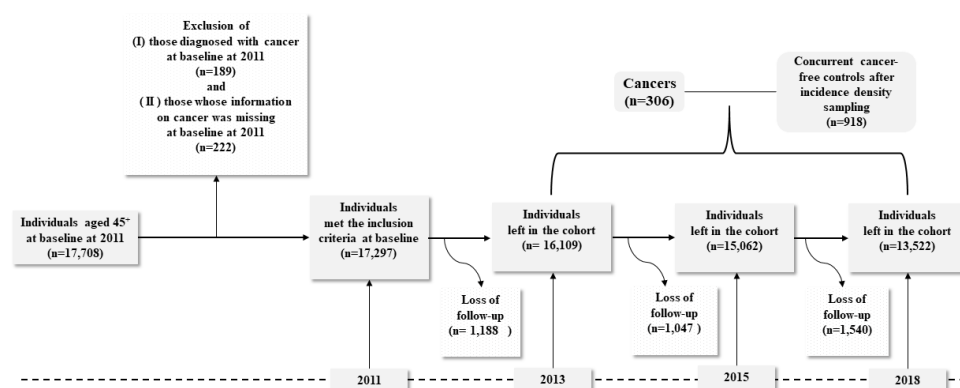 Exclusion of
(I) those diagnosed with cancer
at baseline at 2011
(n=189)
and
(II) those whose information
on cancer was missing
at baseline at 2011
(n=222)
Cancers
(n=306)
Concurrent cancer-
free controls after
incidence density
sampling
(n=918)
Individuals aged 45+
at baseline at 2011
(n=17,708)
Individuals
met the inclusion
criteria at baseline
(n=17,297)
Individuals
left in the cohort
(n= 16,109)
Individuals
left in the cohort
(n=15,062)
Individuals
left in the cohort
(n=13,522)
Loss of
follow-up
(n= 1,188 )
Loss of
follow-up
(n=1,047 )
Loss of
follow-up
(n=1,540)
2011
2013
2015
2018